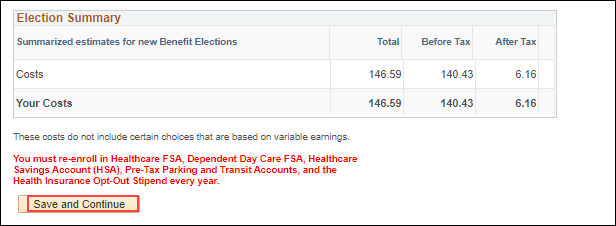 Election Summary
Summarized estimates for new Benefit Elections Total Before Tax After Tax
Costs 146.59 140.43 6.16
Your Costs 146.59 140.43 6.16
These costs do not include certain choices that are based on variable earnings.
You must re-enroll in Healthcare FSA, Dependent Day Care FSA, Healthcare
Savings Account (HSA), Pre-Tax Parking and Transit Accounts, and the
Health Insurance Opt-Out Stipend every year.
Save and Continue